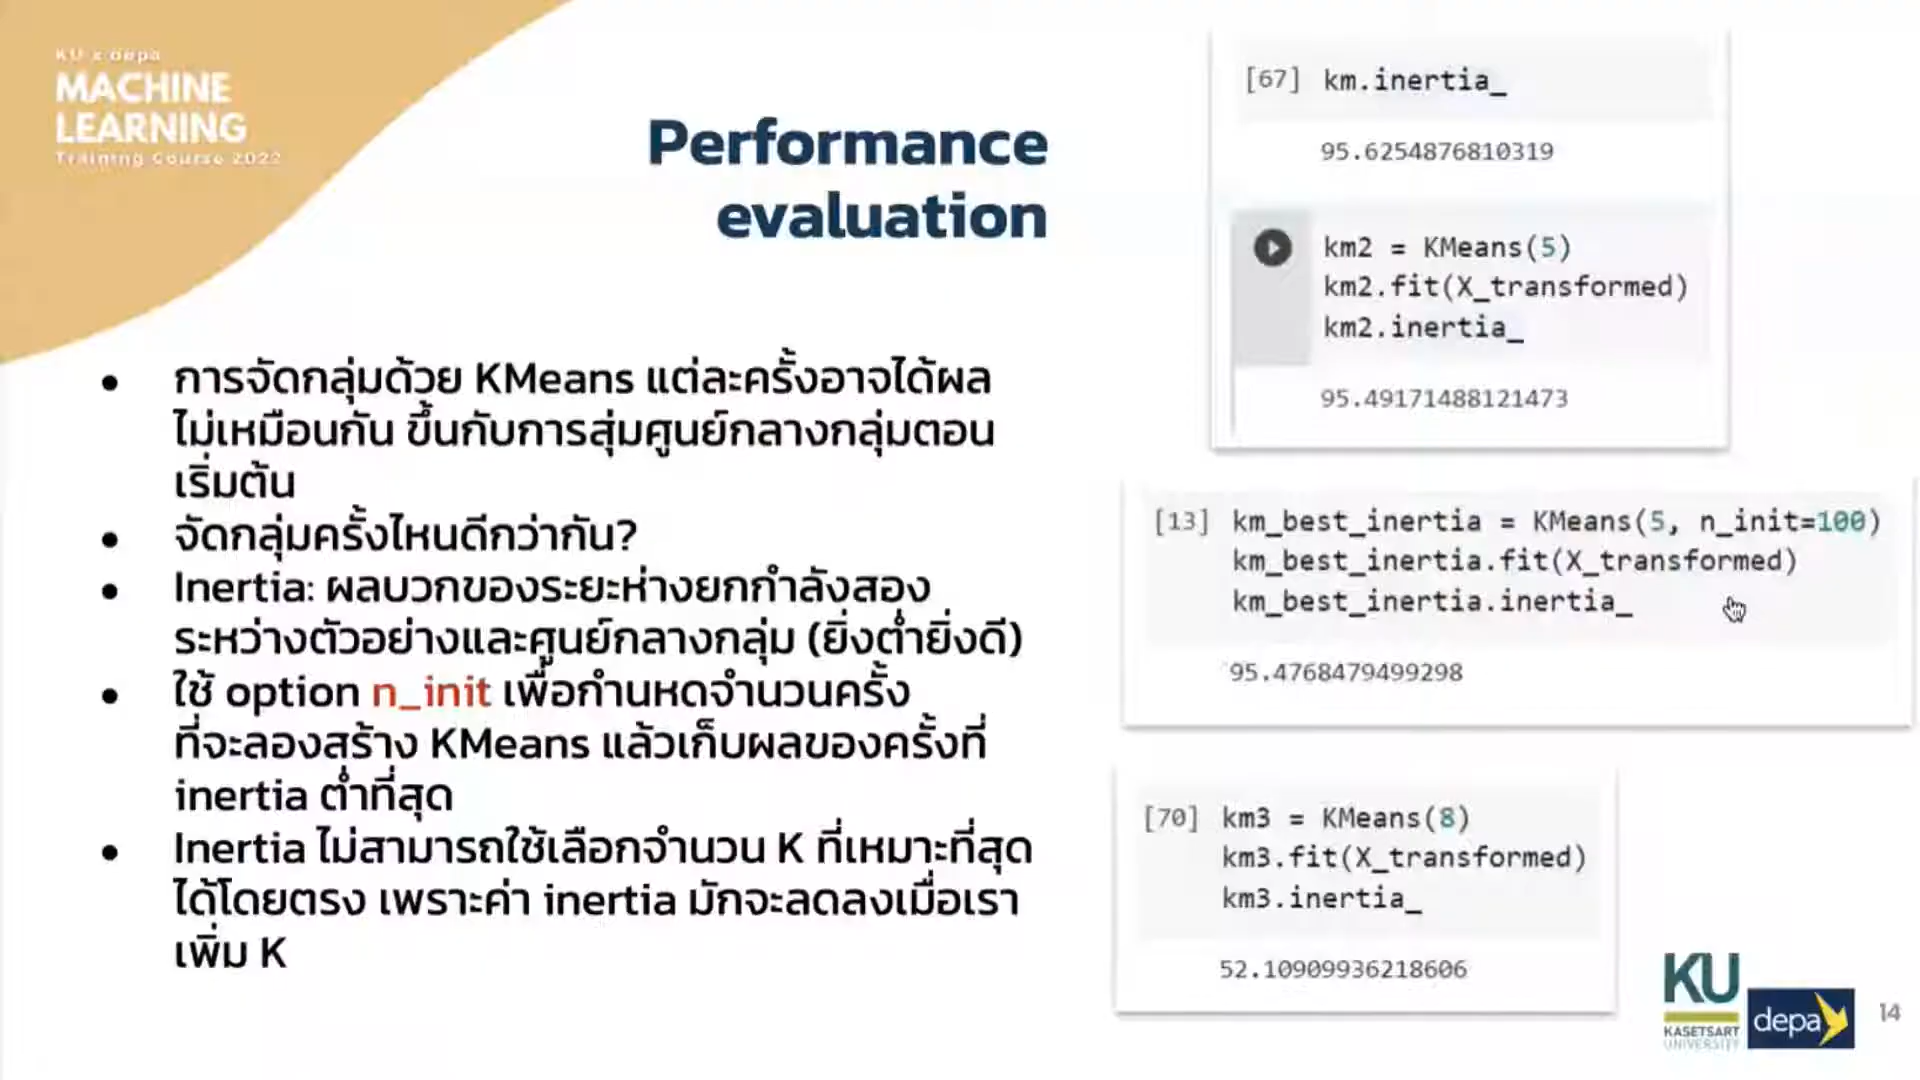 KU x depa
MACHINE
LEARNING
Training Course 2022
Performance
evaluation
● การจัดกลุ่มด้วย KMeans แต่ละครั้งอาจได้ผล
ไม่เหมือนกัน ขึ้นกับการสุ่มศูนย์กลางกลุ่มตอน
เริ่มต้น
● จัดกลุ่มครั้งไหนดีกว่ากัน?
● Inertia: ผลบวกของระยะห่างยกกำลังสอง
ระหว่างตัวอย่างและศูนย์กลางกลุ่ม (ยิ่งต่ำยิ่งดี)
● ใช้ option n_init เพื่อกำนหดจำนวนครั้ง
ที่จะลองสร้าง KMeans แล้วเก็บผลของครั้งที่
inertia ต่ำที่สุด
● Inertia ไม่สามารถใช้เลือกจำนวน K ที่เหมาะที่สุด
ได้โดยตรง เพราะค่า inertia มักจะลดลงเมื่อเรา
เพิ่ม K
[67] km.inertia_
95.6254876810319
km2 = KMeans(5)
km2.fit(X_transformed)
km2.inertia_
95.49171488121473
[13] km_best_inertia = KMeans(5, n_init=100)
km_best_inertia.fit(X_transformed)
km_best_inertia.inertia_
95.4768479499298
[70] km3 = KMeans(8)
km3.fit(X_transformed)
km3.inertia_
52.10909936218606
KU
KASETSART
UNIVERSITY
depa
14